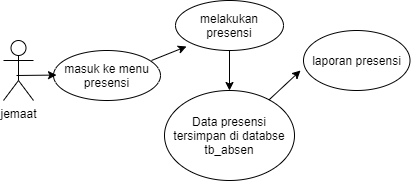 jemaat
masuk ke menu
presensi
melakukan
presensi
Data presensi
tersimpan di databse
tb_absen
laporan presensi